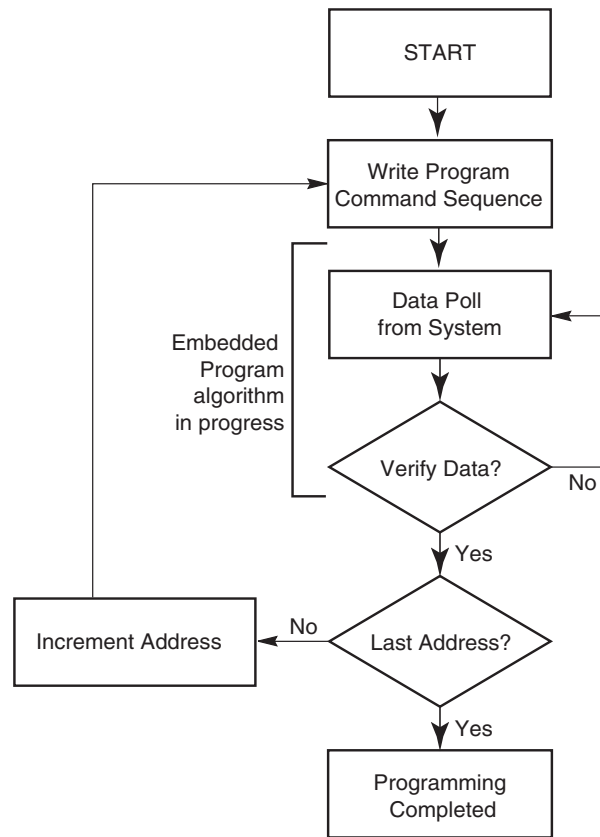 START
Write Program
Command Sequence
Data Poll
from System
Embedded
Program
algorithm
in progress
Verify Data?
No
Yes
Increment Address
No
Last Address?
Yes
Programming
Completed